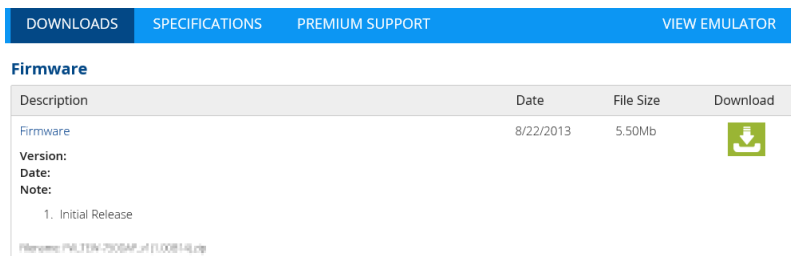 DOWNLOADS SPECIFICATIONS PREMIUM SUPPORT VIEW EMULATOR
Firmware
Description Date File Size Download
Firmware 8/22/2013 5.50Mb
Version:
Date:
Note:
1. Initial Release